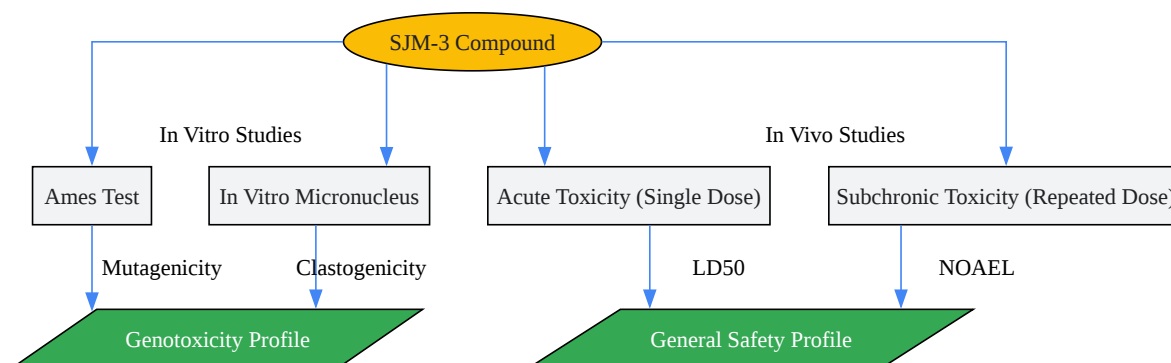 SJM-3 Compound
In Vitro Studies
In Vivo Studies
Ames Test
In Vitro Micronucleus
Acute Toxicity (Single Dose)
Subchronic Toxicity (Repeated Dose)
Mutagenicity
Clastogenicity
LD50
NOAEL
Genotoxicity Profile
General Safety Profile